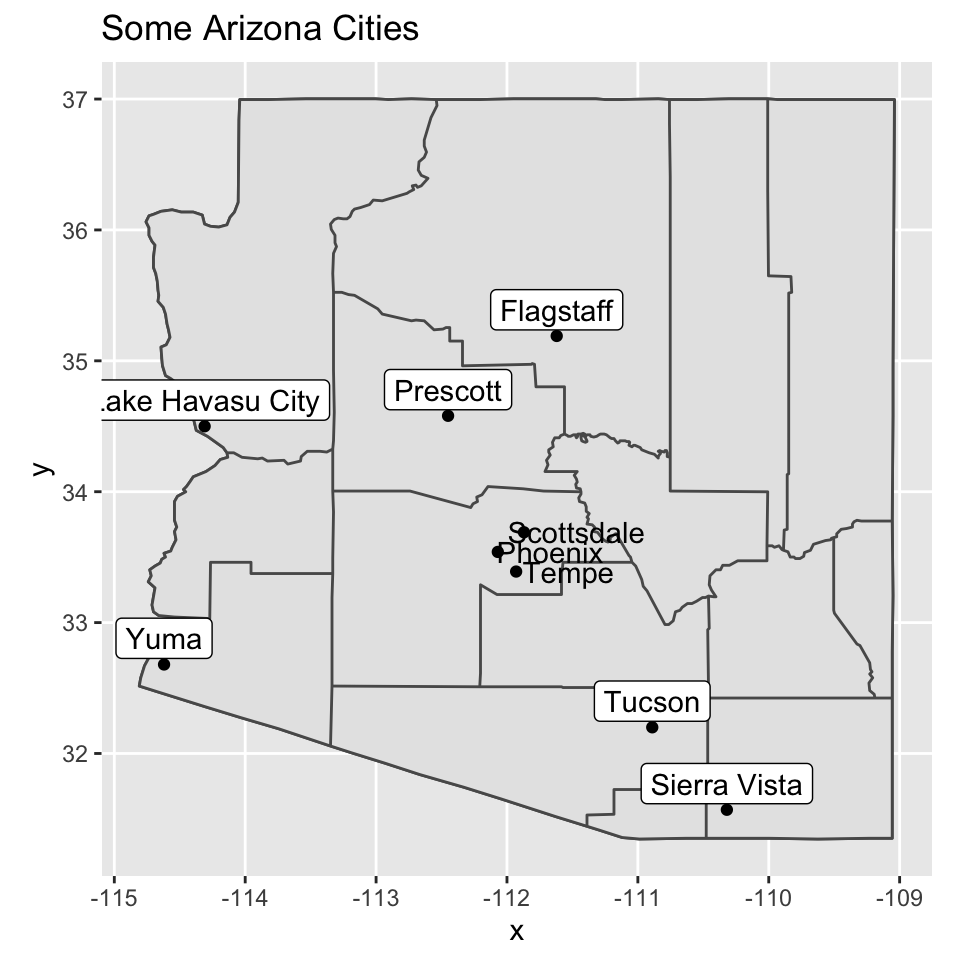 Some Arizona Cities
37
36
Flagstaff
35
Prescott
ake Havasu City
y
34
Scottsdale
Phoenix
Tempe
33
Yuma
Tucson
32
Sierra Vista
-115 -114 -113 -112 -111 -110 -109
x